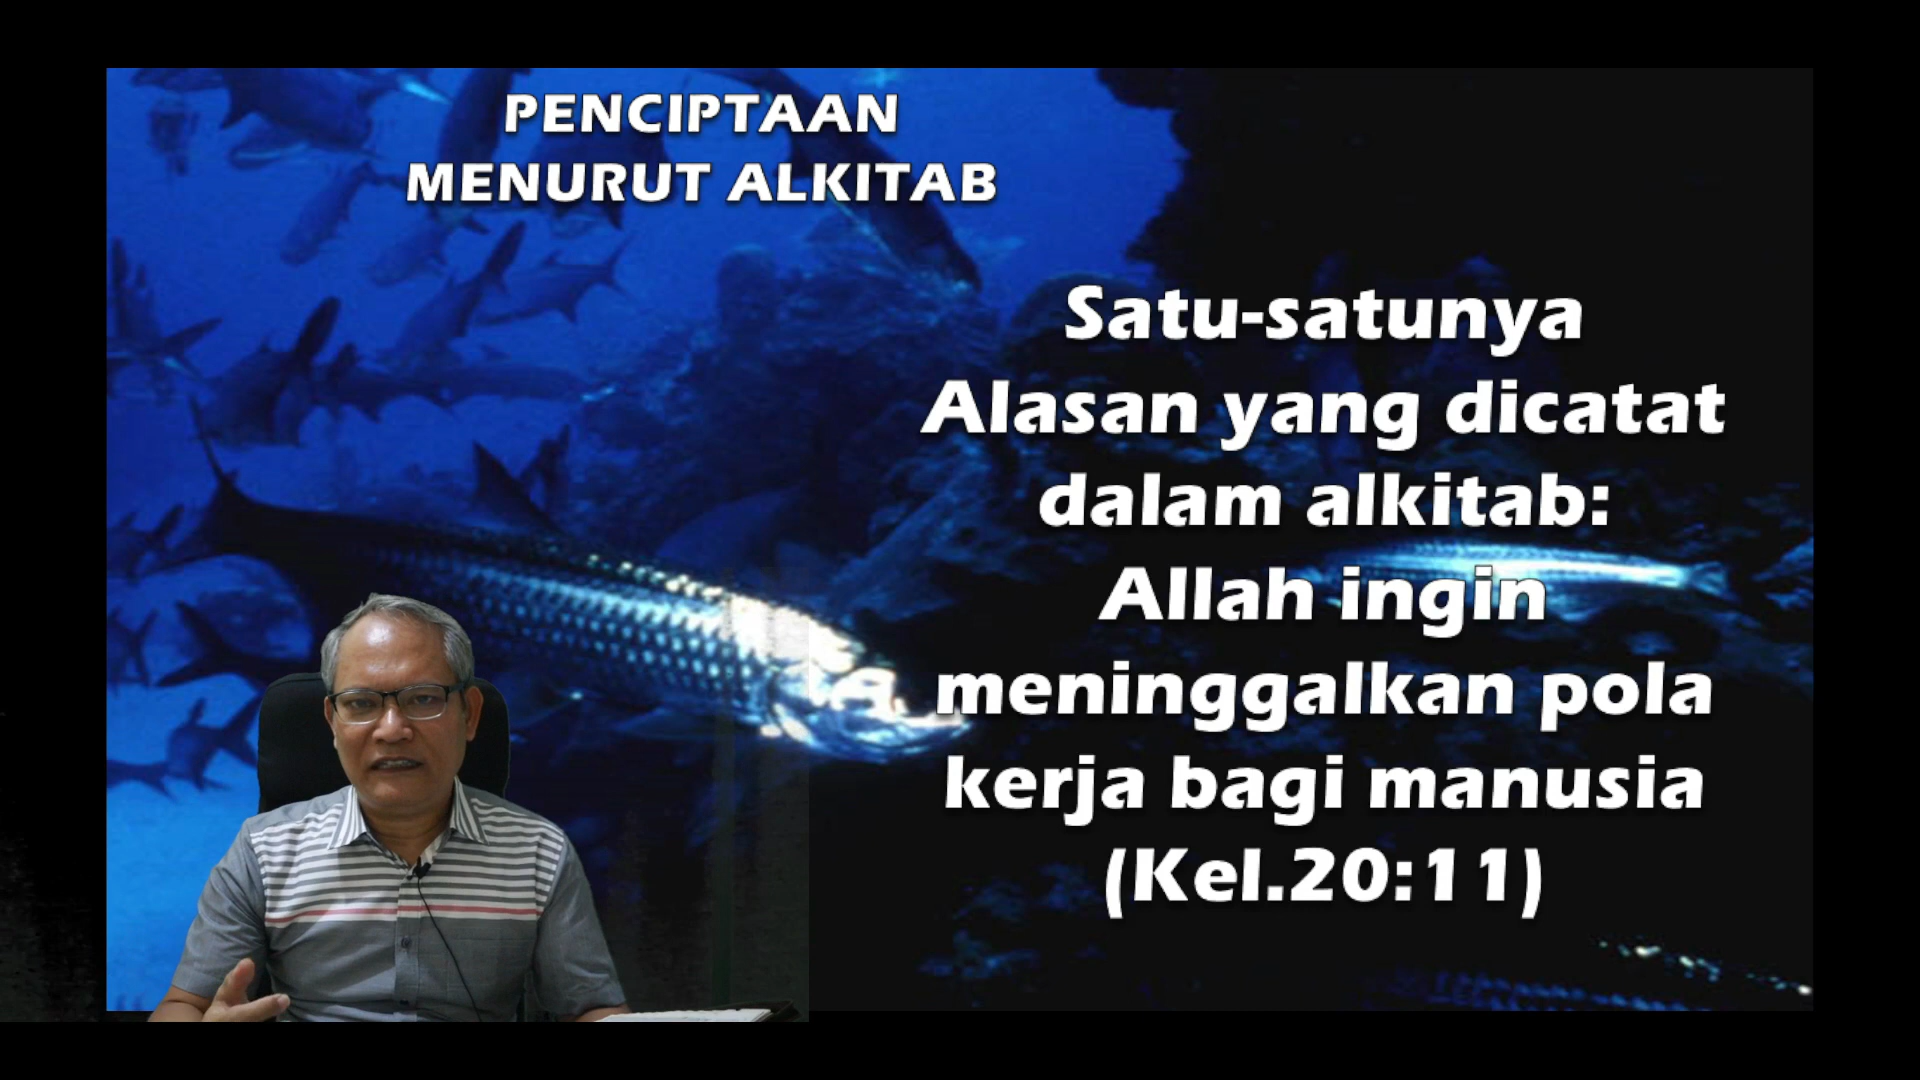 PENCIPTAAN
MENURUT ALKITAB
Satu-satunya
Alasan yang dicatat
dalam alkitab:
Allah ingin
meninggalkan pola
kerja bagi manusia
(Kel.20:11)